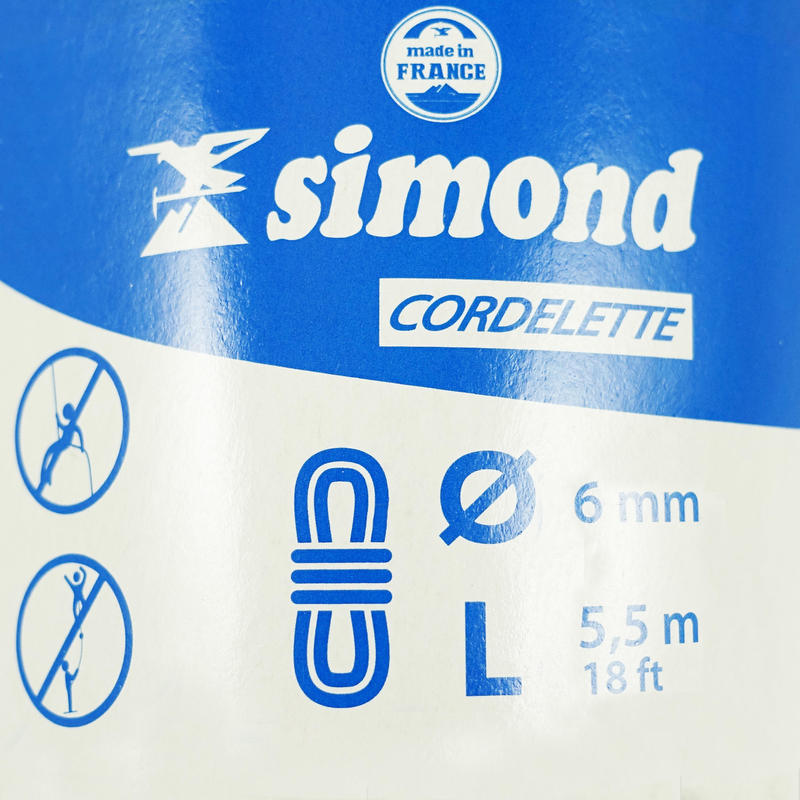 made in
FRANCE
simond
CORDELETTE
Ø 6 mm
L 5,5 m
18 ft